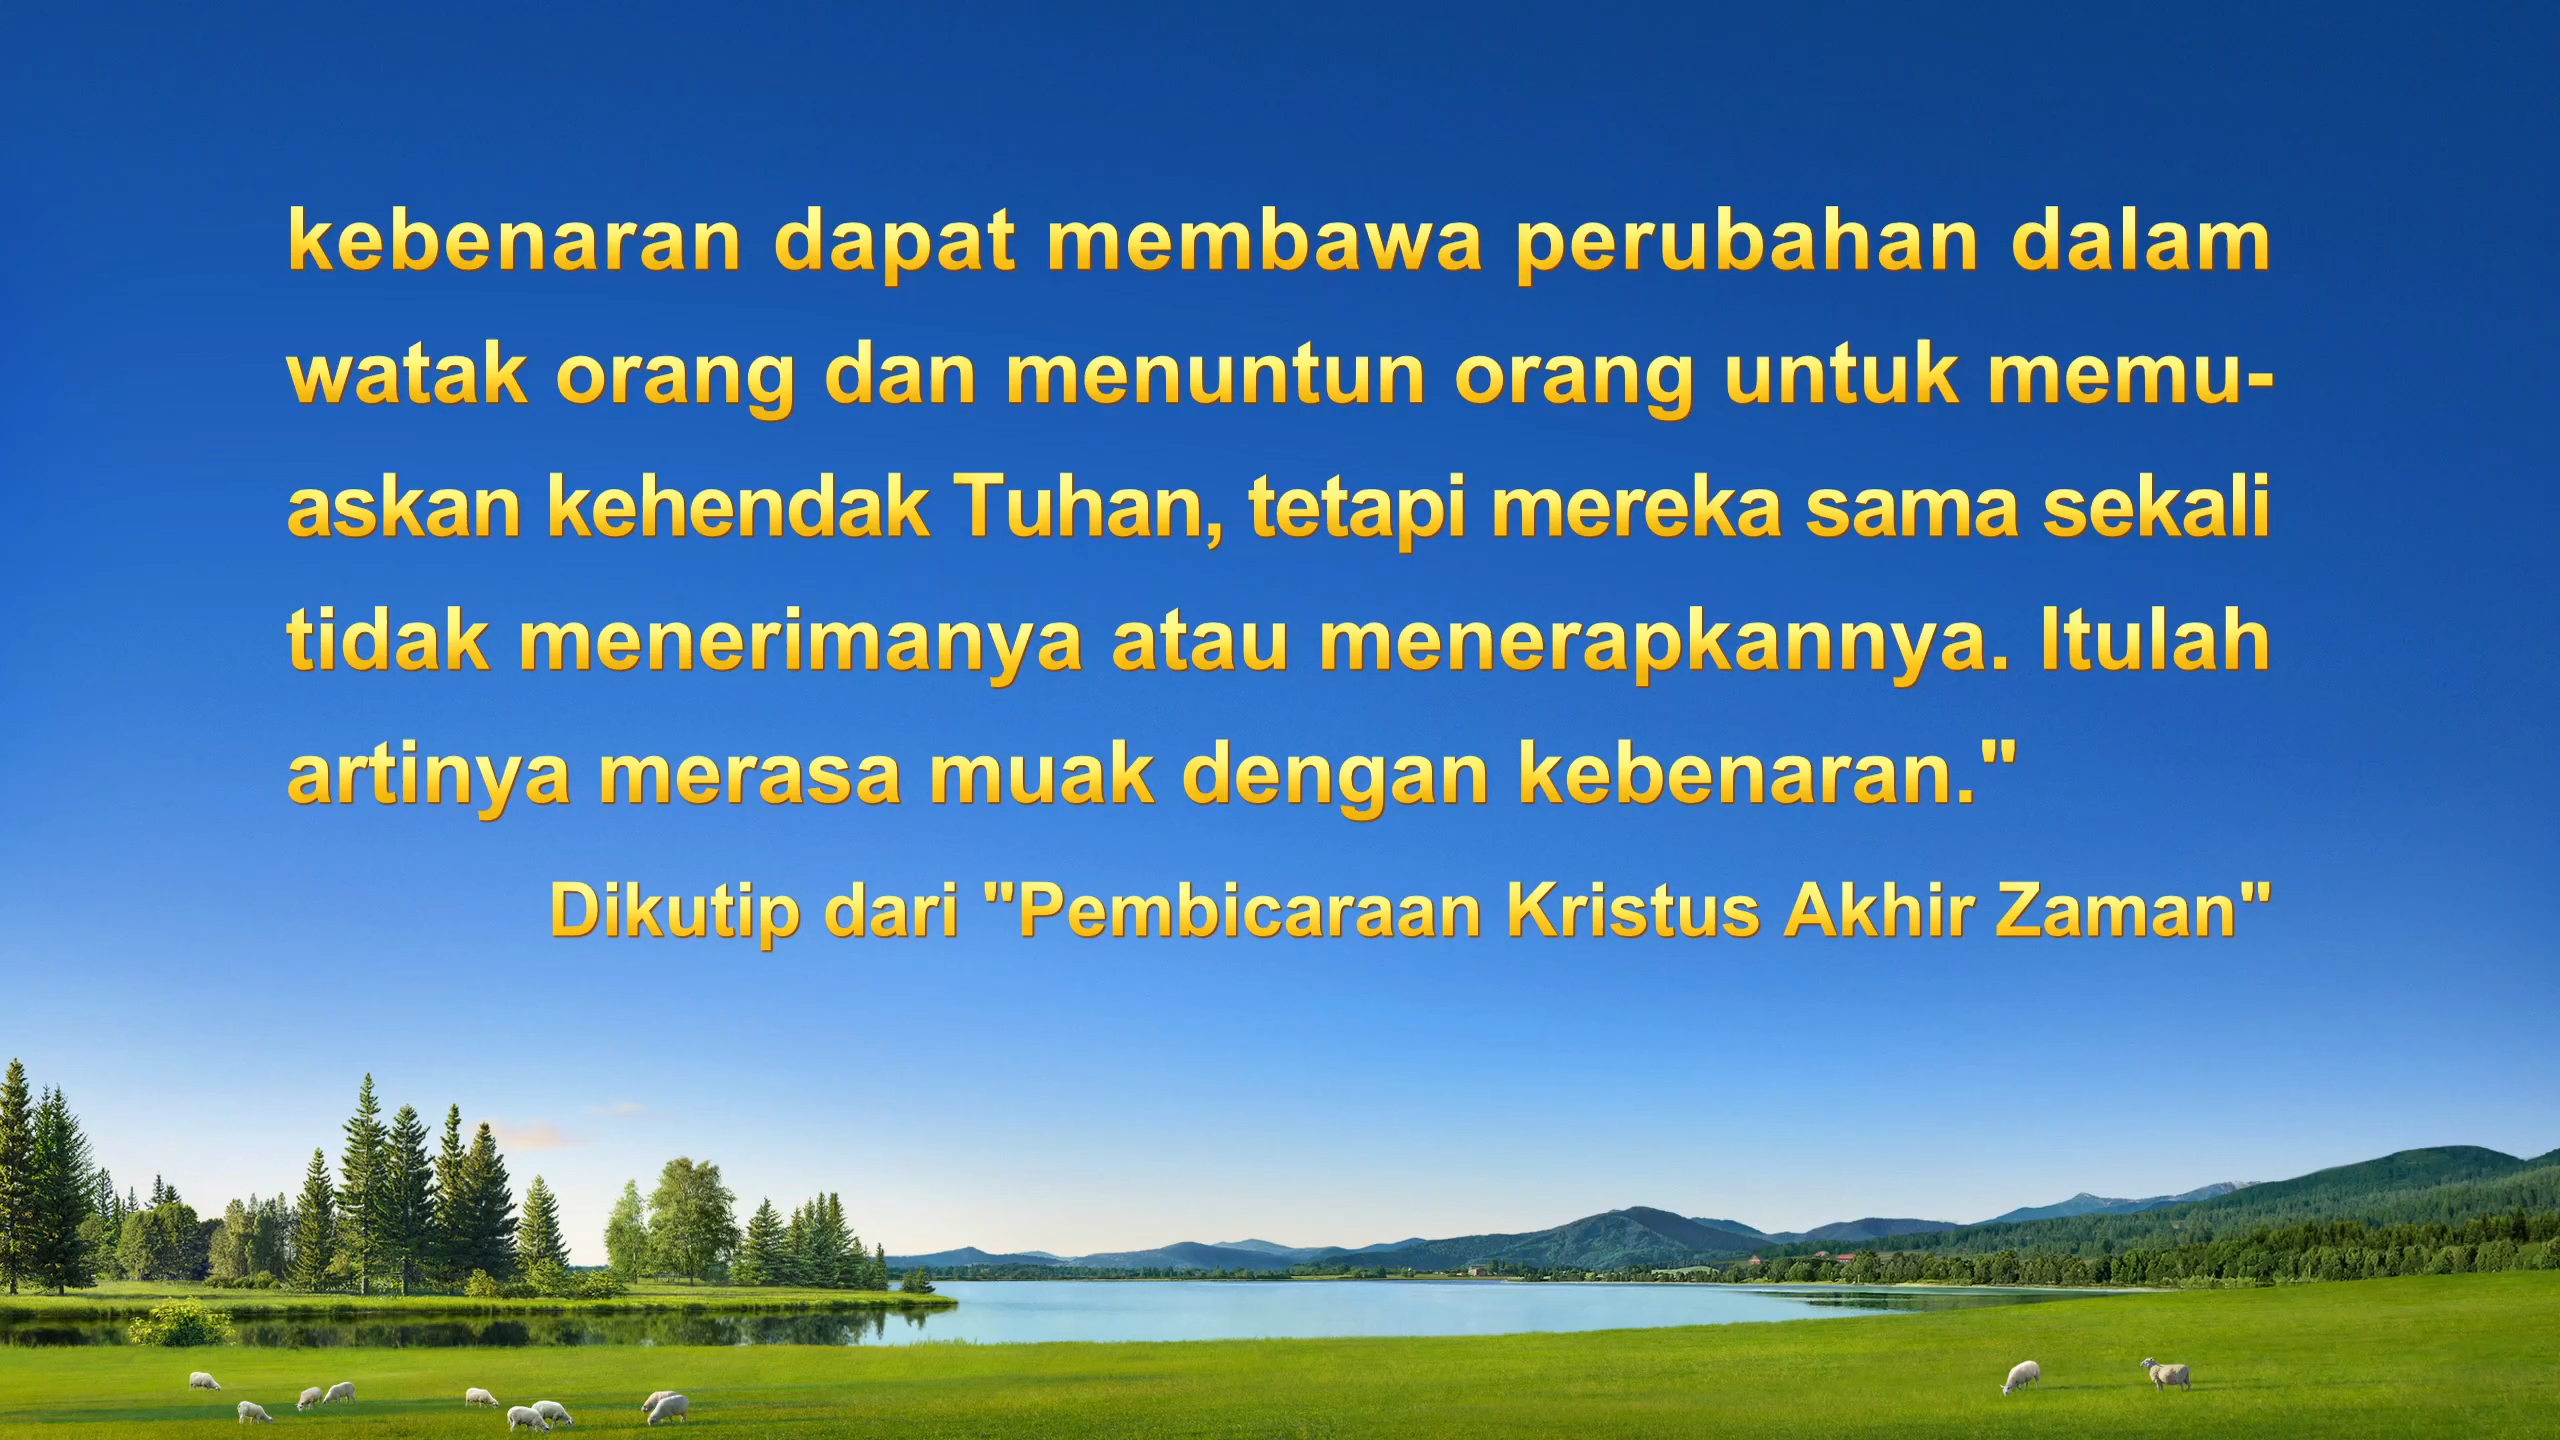 kebenaran dapat membawa perubahan dalam
watak orang dan menuntun orang untuk memu-
askan kehendak Tuhan, tetapi mereka sama sekali
tidak menerimanya atau menerapkannya. Itulah
artinya merasa muak dengan kebenaran."
Dikutip dari "Pembicaraan Kristus Akhir Zaman"